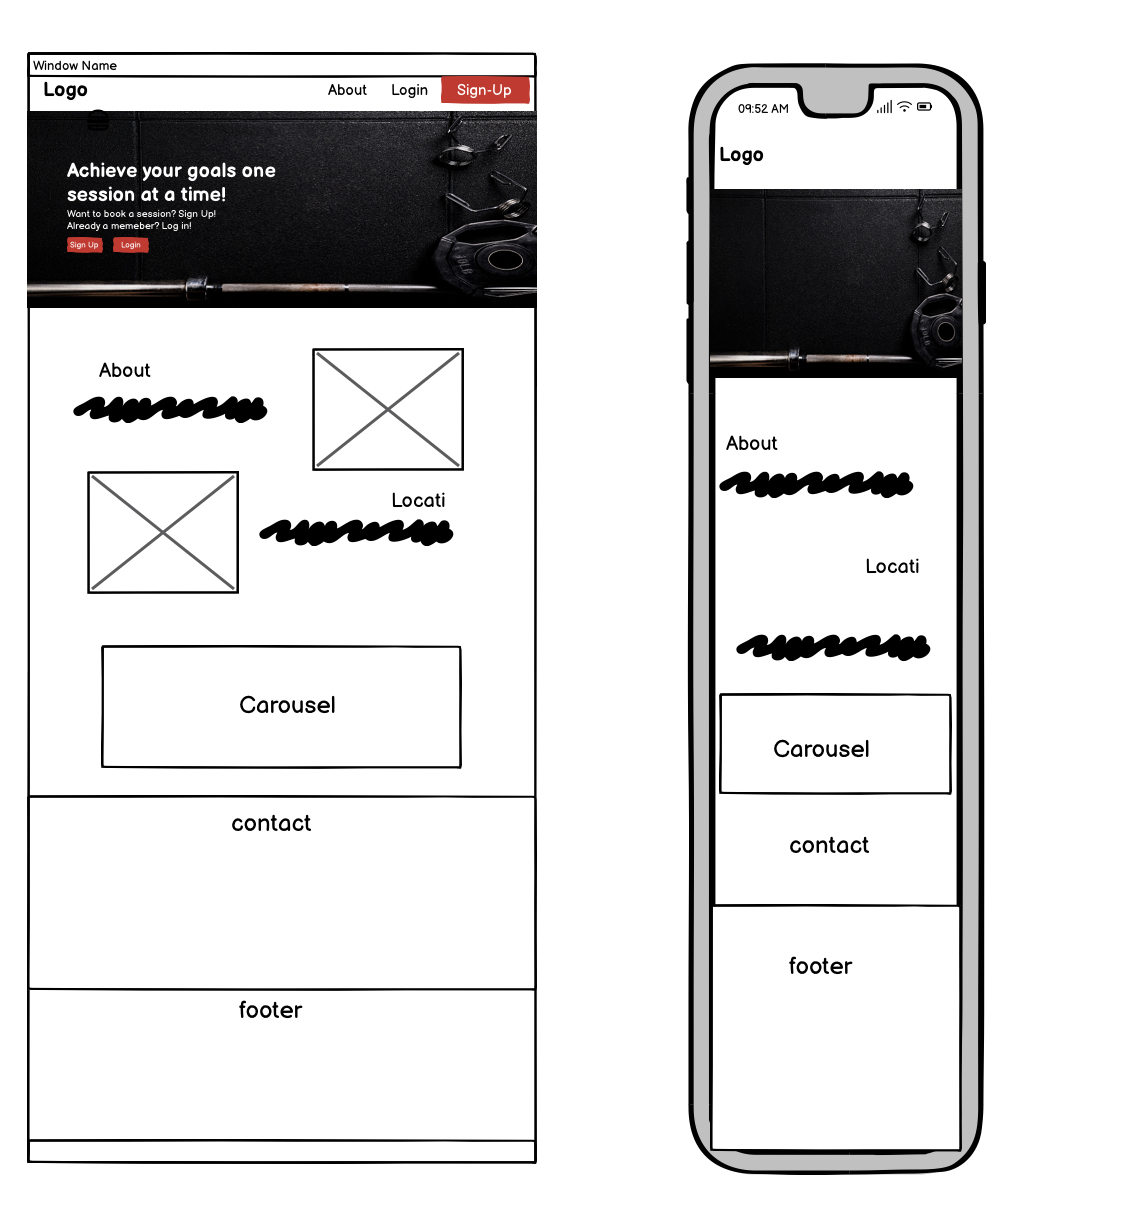 Window Name
Logo
About
Login
Sign-Up
Achieve your goals one
session at a time!
Want to book a session? Sign Up!
Already a memeber? Log in!
Sign Up
Login
About
Locati
Carousel
contact
footer
09:52 AM
Logo
About
Locati
Carousel
contact
footer